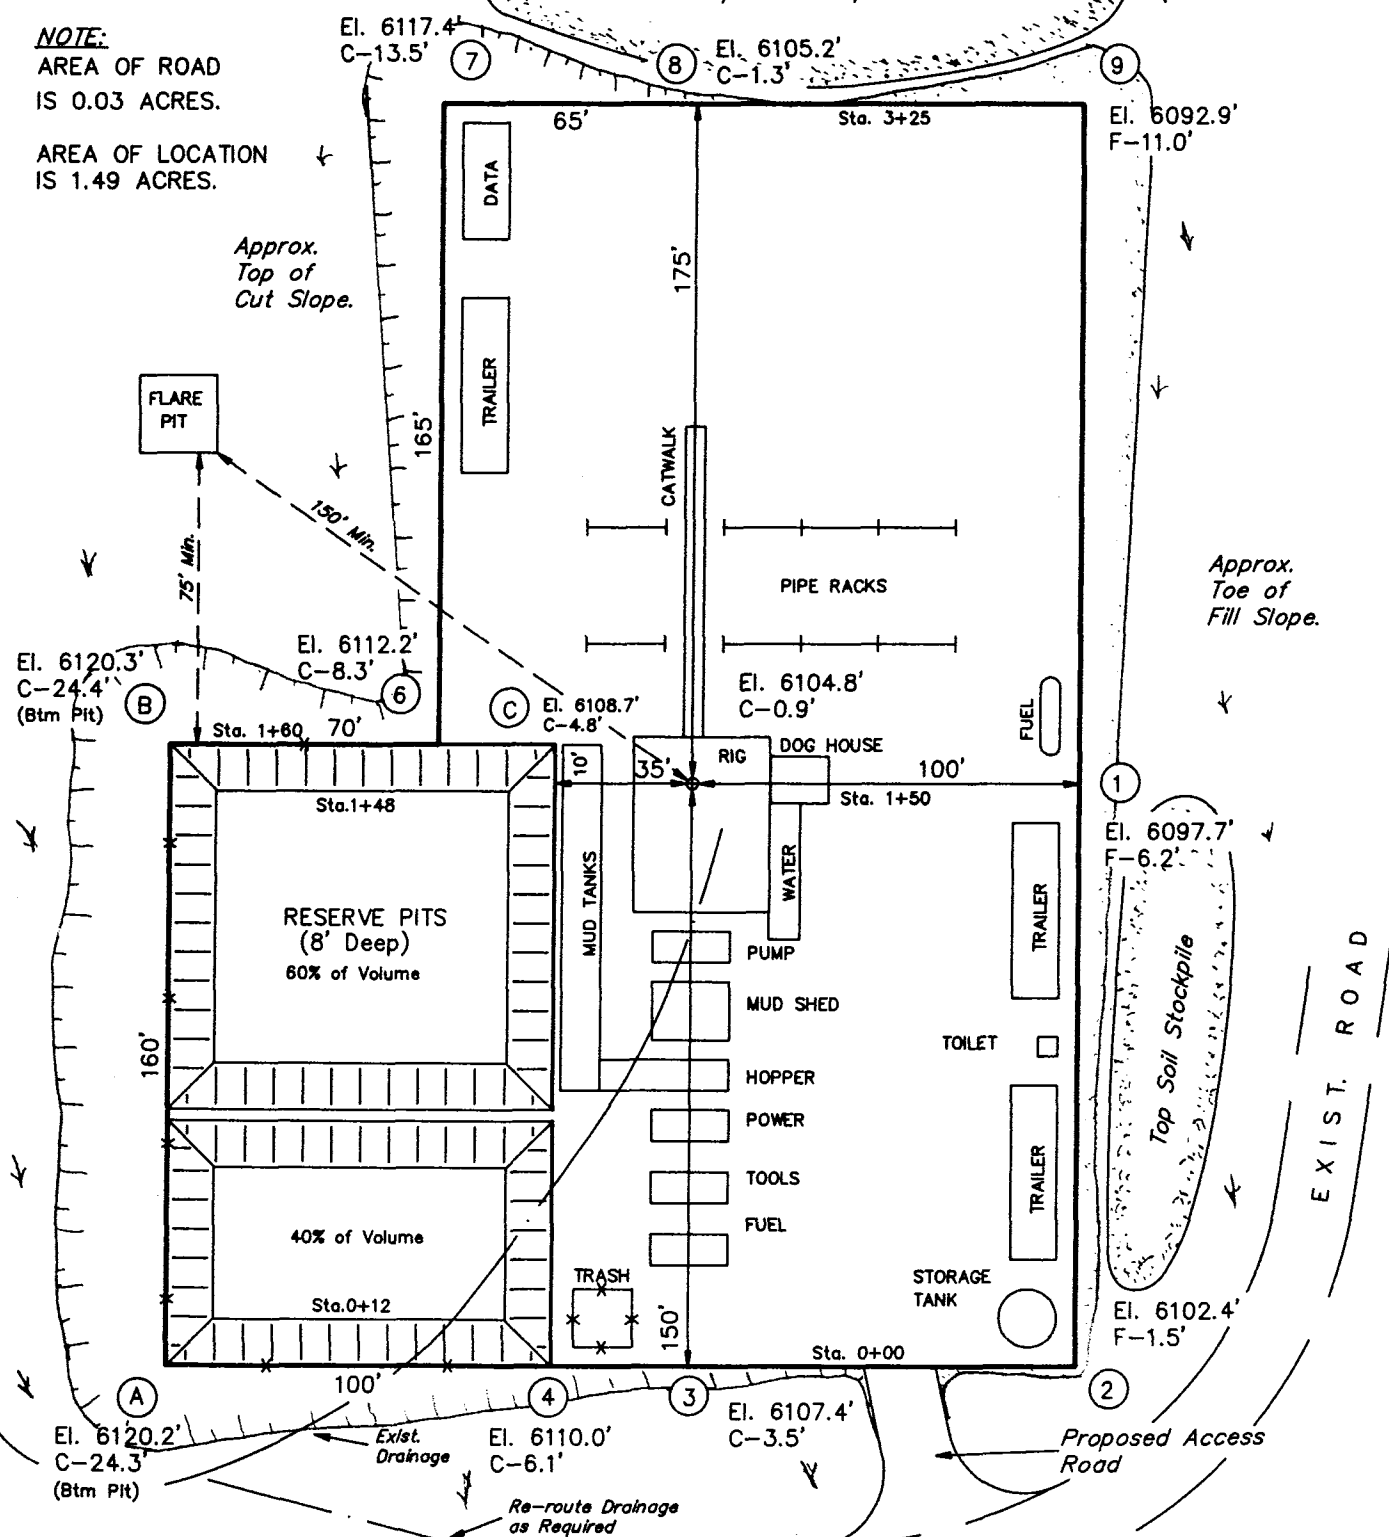 NOTE:
AREA OF ROAD
IS 0.03 ACRES.
AREA OF LOCATION
IS 1.49 ACRES.
El. 6117.4'
C-13.5'
7
8
El. 6105.2'
C-1.3'
9
El. 6092.9'
F-11.0'
65'
Sta. 3+25
DATA
175'
Approx.
Top of
Cut Slope.
TRAILER
165'
FLARE
PIT
CATWALK
150' Min.
75' Min.
PIPE RACKS
Approx.
Toe of
Fill Slope.
El. 6120.3'
C-24.4'
(Btm Pit)
B
El. 6112.2'
C-8.3'
6
C
El. 6108.7'
C-4.8'
El. 6104.8'
C-0.9'
FUEL
Sta. 1+60
70'
10'
35'
RIG
DOG HOUSE
100'
Sta. 1+50
1
Sta.1+48
El. 6097.7'
F-6.2'
MUD TANKS
WATER
TRAILER
RESERVE PITS
(8' Deep)
60% of Volume
PUMP
MUD SHED
TOILET
HOPPER
160'
POWER
TOOLS
FUEL
TRAILER
Top Soil Stockpile
EXIST. ROAD
40% of Volume
Sta.0+12
TRASH
150'
STORAGE
TANK
El. 6102.4'
F-1.5'
Sta. 0+00
A
100'
4
3
2
El. 6120.2'
C-24.3'
(Btm Pit)
Exist.
Drainage
El. 6110.0'
C-6.1'
El. 6107.4'
C-3.5'
Proposed Access
Road
Re-route Drainage
as Required